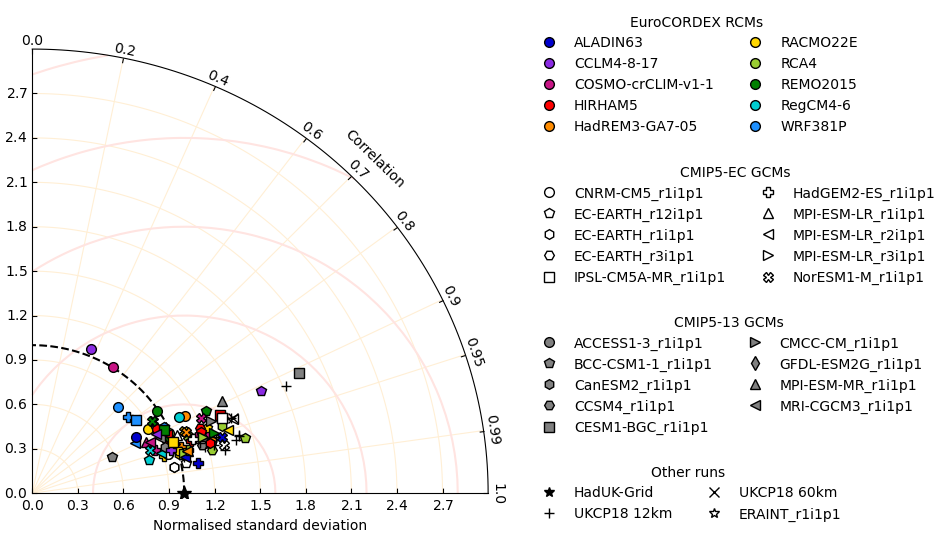 0.0
0.2
0.4
0.6
Correlation
0.7
0.8
0.9
0.95
0.99
1.0
2.7
2.4
2.1
1.8
1.5
1.2
0.9
0.6
0.3
0.0
0.0 0.3 0.6 0.9 1.2 1.5 1.8 2.1 2.4 2.7
Normalised standard deviation
EuroCORDEX RCMs
ALADIN63 RACMO22E
CCLM4-8-17 RCA4
COSMO-crCLIM-v1-1 REMO2015
HIRHAM5 RegCM4-6
HadREM3-GA7-05 WRF381P
CMIP5-EC GCMs
CNRM-CM5_r1i1p1 HadGEM2-ES_r1i1p1
EC-EARTH_r12i1p1 MPI-ESM-LR_r1i1p1
EC-EARTH_r1i1p1 MPI-ESM-LR_r2i1p1
EC-EARTH_r3i1p1 MPI-ESM-LR_r3i1p1
IPSL-CM5A-MR_r1i1p1 NorESM1-M_r1i1p1
CMIP5-13 GCMs
ACCESS1-3_r1i1p1 CMCC-CM_r1i1p1
BCC-CSM1-1_r1i1p1 GFDL-ESM2G_r1i1p1
CanESM2_r1i1p1 MPI-ESM-MR_r1i1p1
CCSM4_r1i1p1 MRI-CGCM3_r1i1p1
CESM1-BGC_r1i1p1
Other runs
HadUK-Grid UKCP18 60km
UKCP18 12km ERAINT_r1i1p1